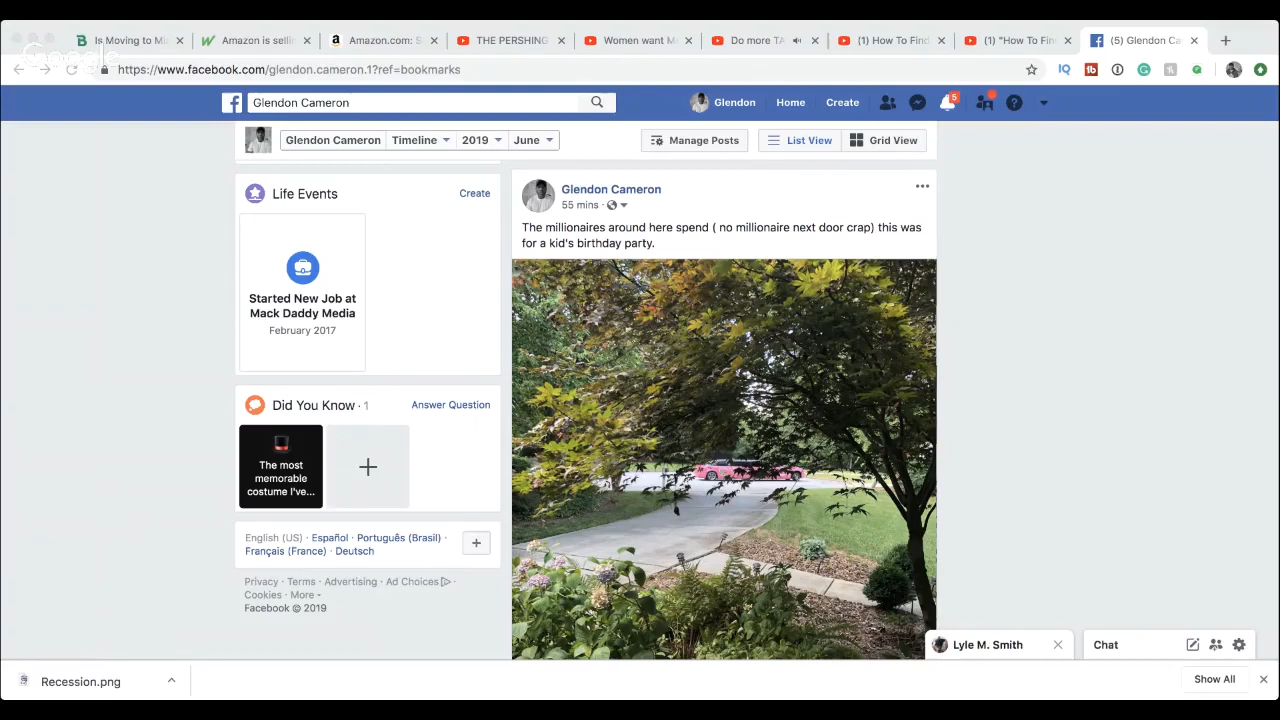 Google
Is Moving to Mi
Amazon is selli
Amazon.com: S
THE PERSHING
Women want M
Do more TA
(1) How To Find
(1) "How To Fin
(5) Glendon Can
https://www.facebook.com/glendon.cameron.1?ref=bookmarks
Glendon Cameron
Glendon
Home
Create
5
Glendon Cameron
Timeline
2019
June
Manage Posts
List View
Grid View
Life Events
Create
Started New Job at
Mack Daddy Media
February 2017
Did You Know · 1
Answer Question
The most
memorable
costume I've...
English (US) · Español · Português (Brasil) ·
Français (France) · Deutsch
Privacy · Terms · Advertising · Ad Choices ·
Cookies · More
Facebook © 2019
Glendon Cameron
55 mins ·
The millionaires around here spend ( no millionaire next door crap) this was
for a kid's birthday party.
Lyle M. Smith
Chat
Recession.png
Show All